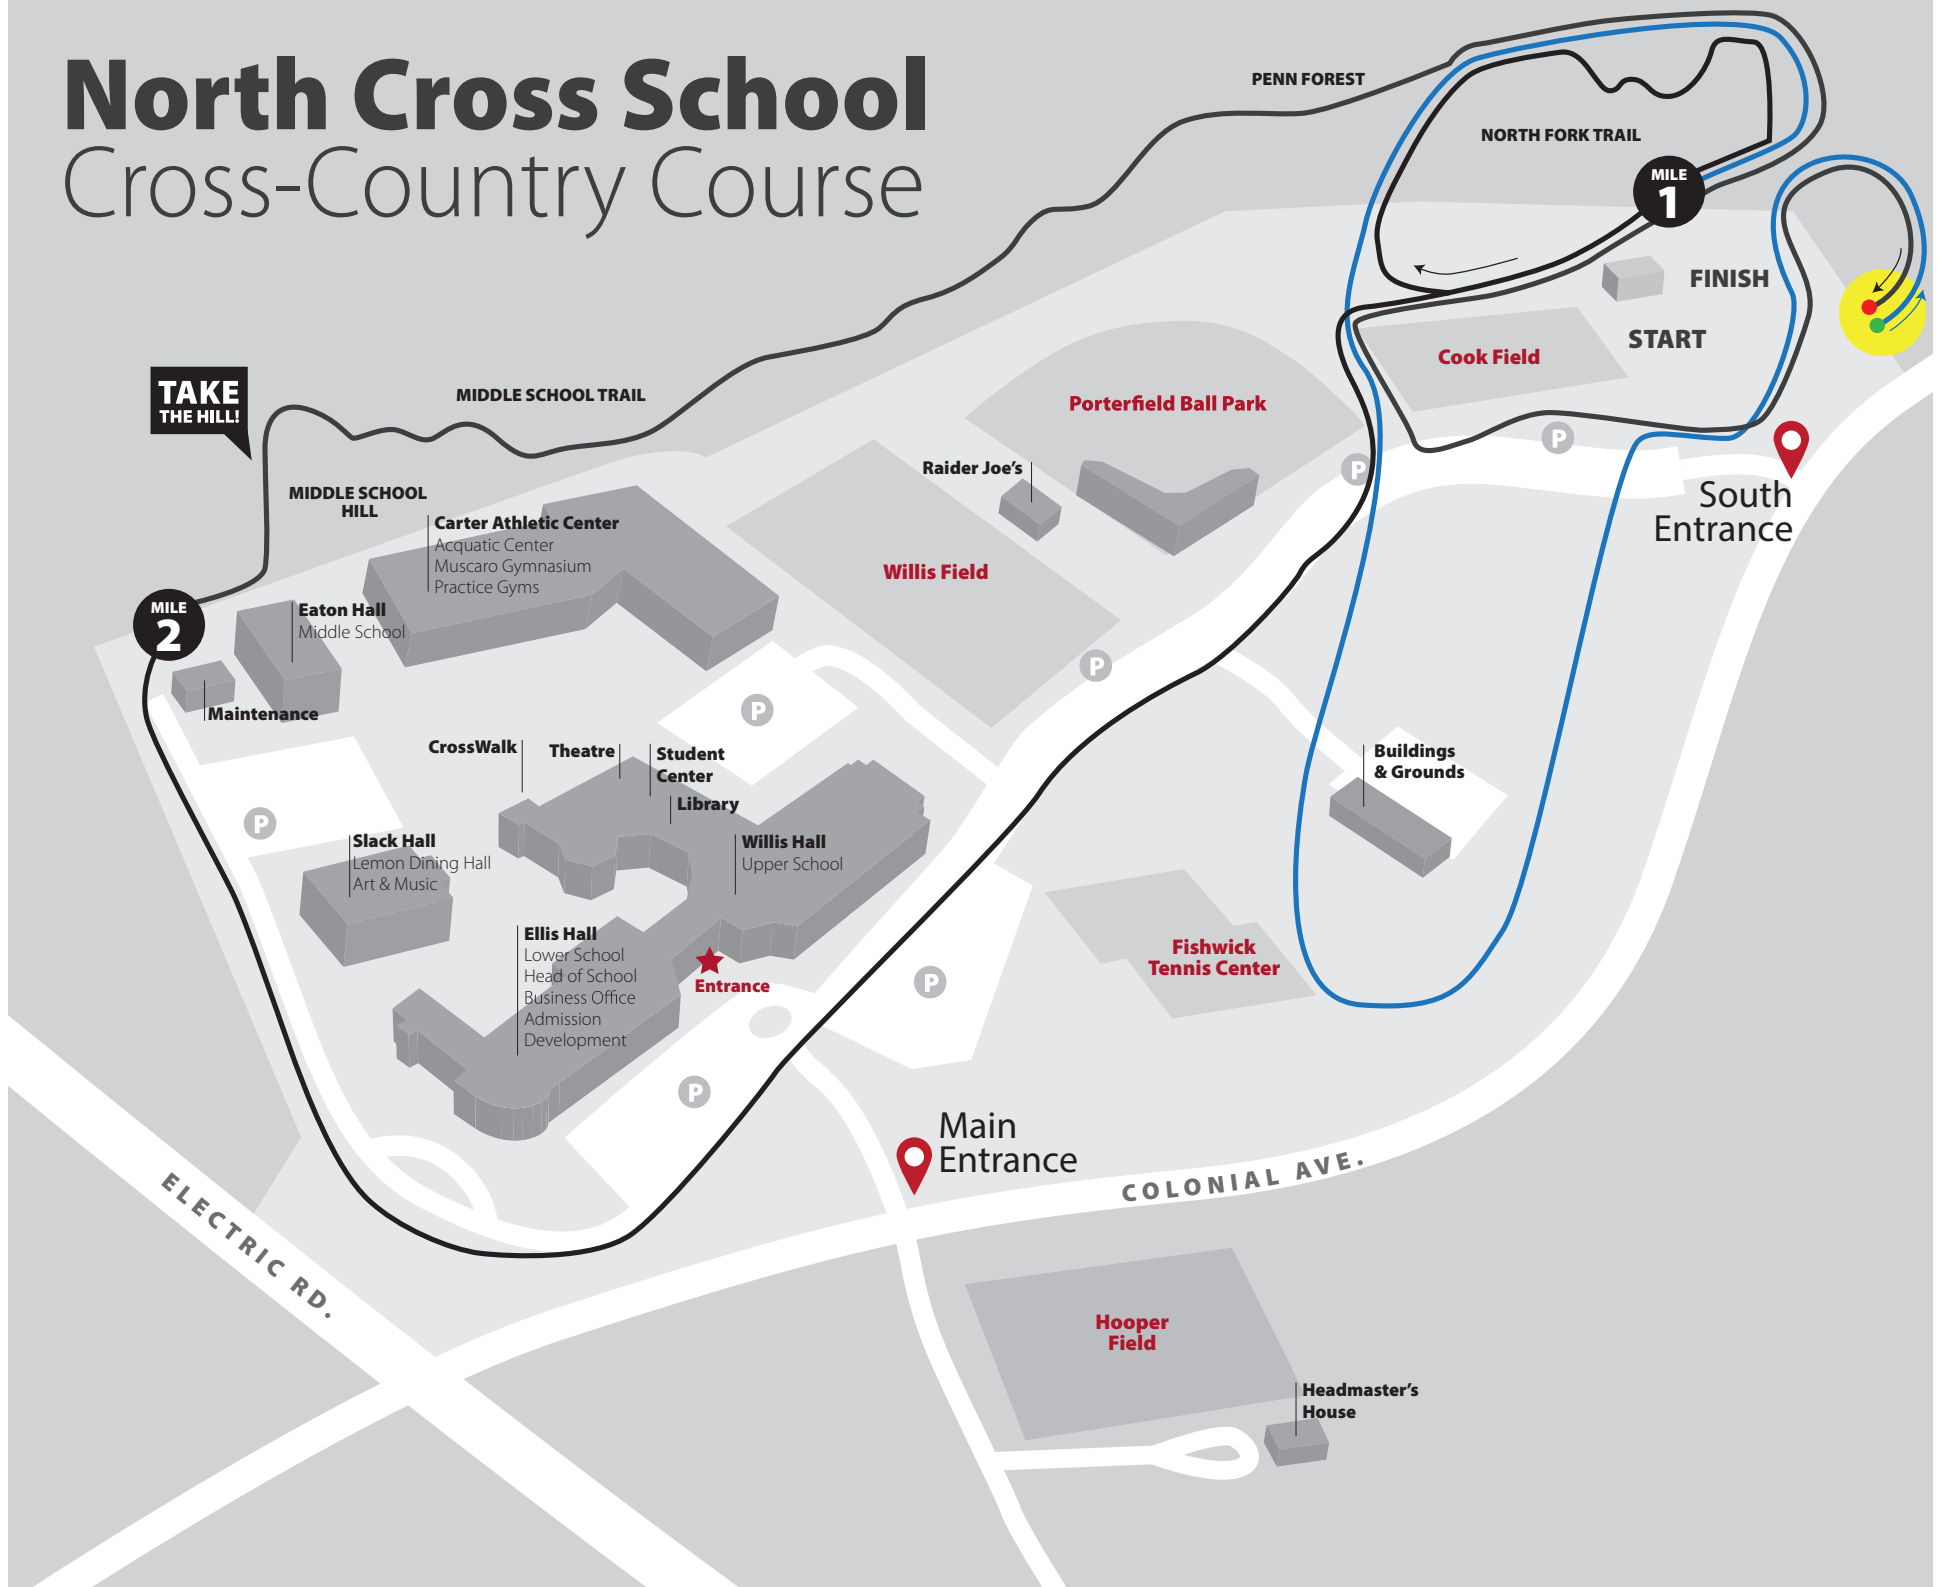 North Cross School
Cross-Country Course
PENN FOREST
NORTH FORK TRAIL
MILE
1
FINISH
START
Cook Field
TAKE
THE HILL!
MIDDLE SCHOOL TRAIL
Porterfield Ball Park
P
P
Raider Joe's
South
Entrance
MIDDLE SCHOOL
HILL
Carter Athletic Center
Acquatic Center
Muscaro Gymnasium
Practice Gyms
Willis Field
MILE
2
Eaton Hall
Middle School
P
Maintenance
P
CrossWalk
Theatre
Student
Center
Library
Buildings
& Grounds
P
Slack Hall
Lemon Dining Hall
Art & Music
Willis Hall
Upper School
Ellis Hall
Lower School
Head of School
Business Office
Admission
Development
Entrance
Fishwick
Tennis Center
P
P
Main
Entrance
COLONIAL AVE.
ELECTRIC RD.
Hooper
Field
Headmaster's
House